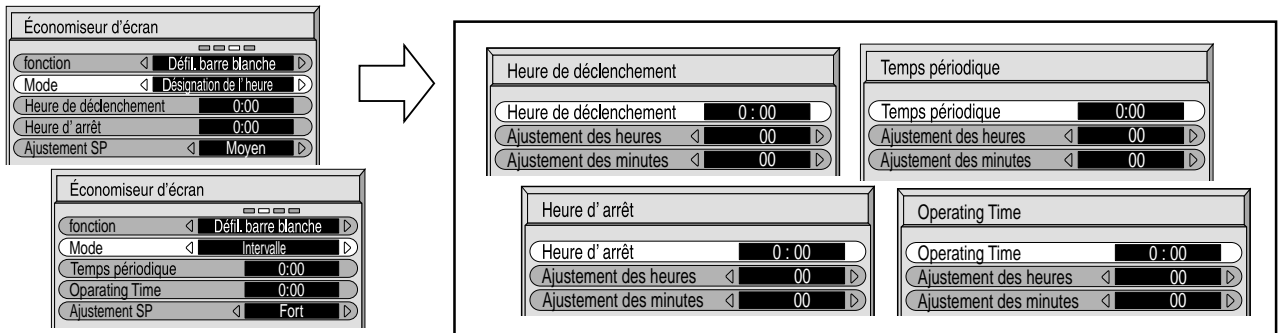 Économiseur d'écran
fonction Défil. barre blanche
Mode Désignation de l'heure
Heure de déclenchement 0:00
Heure d' arrêt 0:00
Ajustement SP Moyen
Économiseur d'écran
fonction Défil. barre blanche
Mode Intervalle
Temps périodique 0:00
Oparating Time 0:00
Ajustement SP Fort
Heure de déclenchement
Heure de déclenchement 0 : 00
Ajustement des heures 00
Ajustement des minutes 00
Temps périodique
Temps périodique 0:00
Ajustement des heures 00
Ajustement des minutes 00
Heure d' arrêt
Heure d' arrêt 0 : 00
Ajustement des heures 00
Ajustement des minutes 00
Operating Time
Operating Time 0 : 00
Ajustement des heures 00
Ajustement des minutes 00